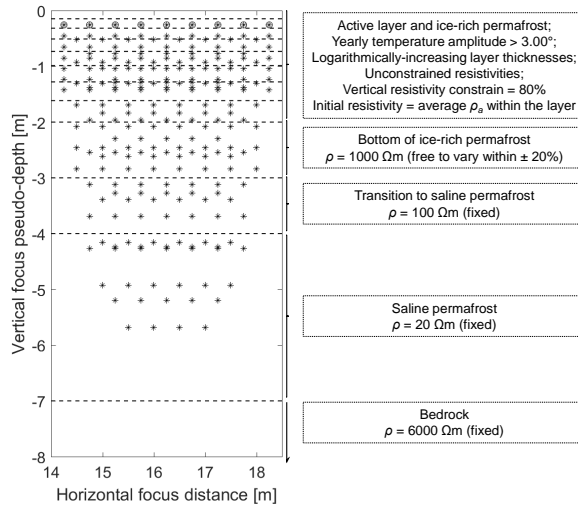 0
-1
-2
-3
-4
-5
-6
-7
-8
14
15
16
17
18
Vertical focus pseudo-depth [m]
Horizontal focus distance [m]
Active layer and ice-rich permafrost;
Yearly temperature amplitude > 3.00°;
Logarithmically-increasing layer thicknesses;
Unconstrained resistivities;
Vertical resistivity constrain = 80%
Initial resistivity = average ρa within the layer
Bottom of ice-rich permafrost
ρ = 1000 Ωm (free to vary within ± 20%)
Transition to saline permafrost
ρ = 100 Ωm (fixed)
Saline permafrost
ρ = 20 Ωm (fixed)
Bedrock
ρ = 6000 Ωm (fixed)